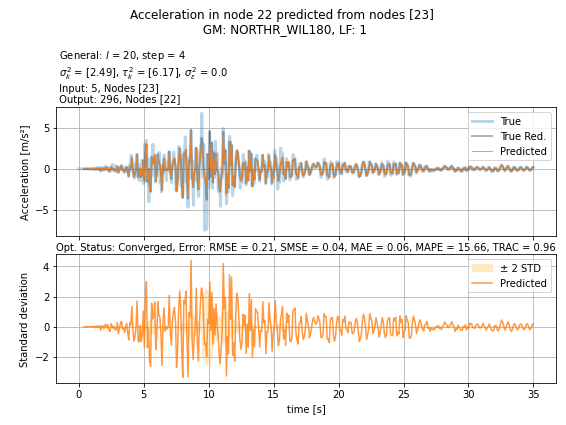 Acceleration in node 22 predicted from nodes [23]
GM: NORTHR_WIL180, LF: 1
General: l = 20, step = 4
σ²ₖ = [2.49], τ²ₖ = [6.17], σ²ₑ = 0.0
Input: 5, Nodes [23]
Output: 296, Nodes [22]
Acceleration [m/s²]
5
0
−5
True
True Red.
Predicted
Opt. Status: Converged, Error: RMSE = 0.21, SMSE = 0.04, MAE = 0.06, MAPE = 15.66, TRAC = 0.96
Standard deviation
4
2
0
−2
± 2 STD
Predicted
0 5 10 15 20 25 30 35
time [s]